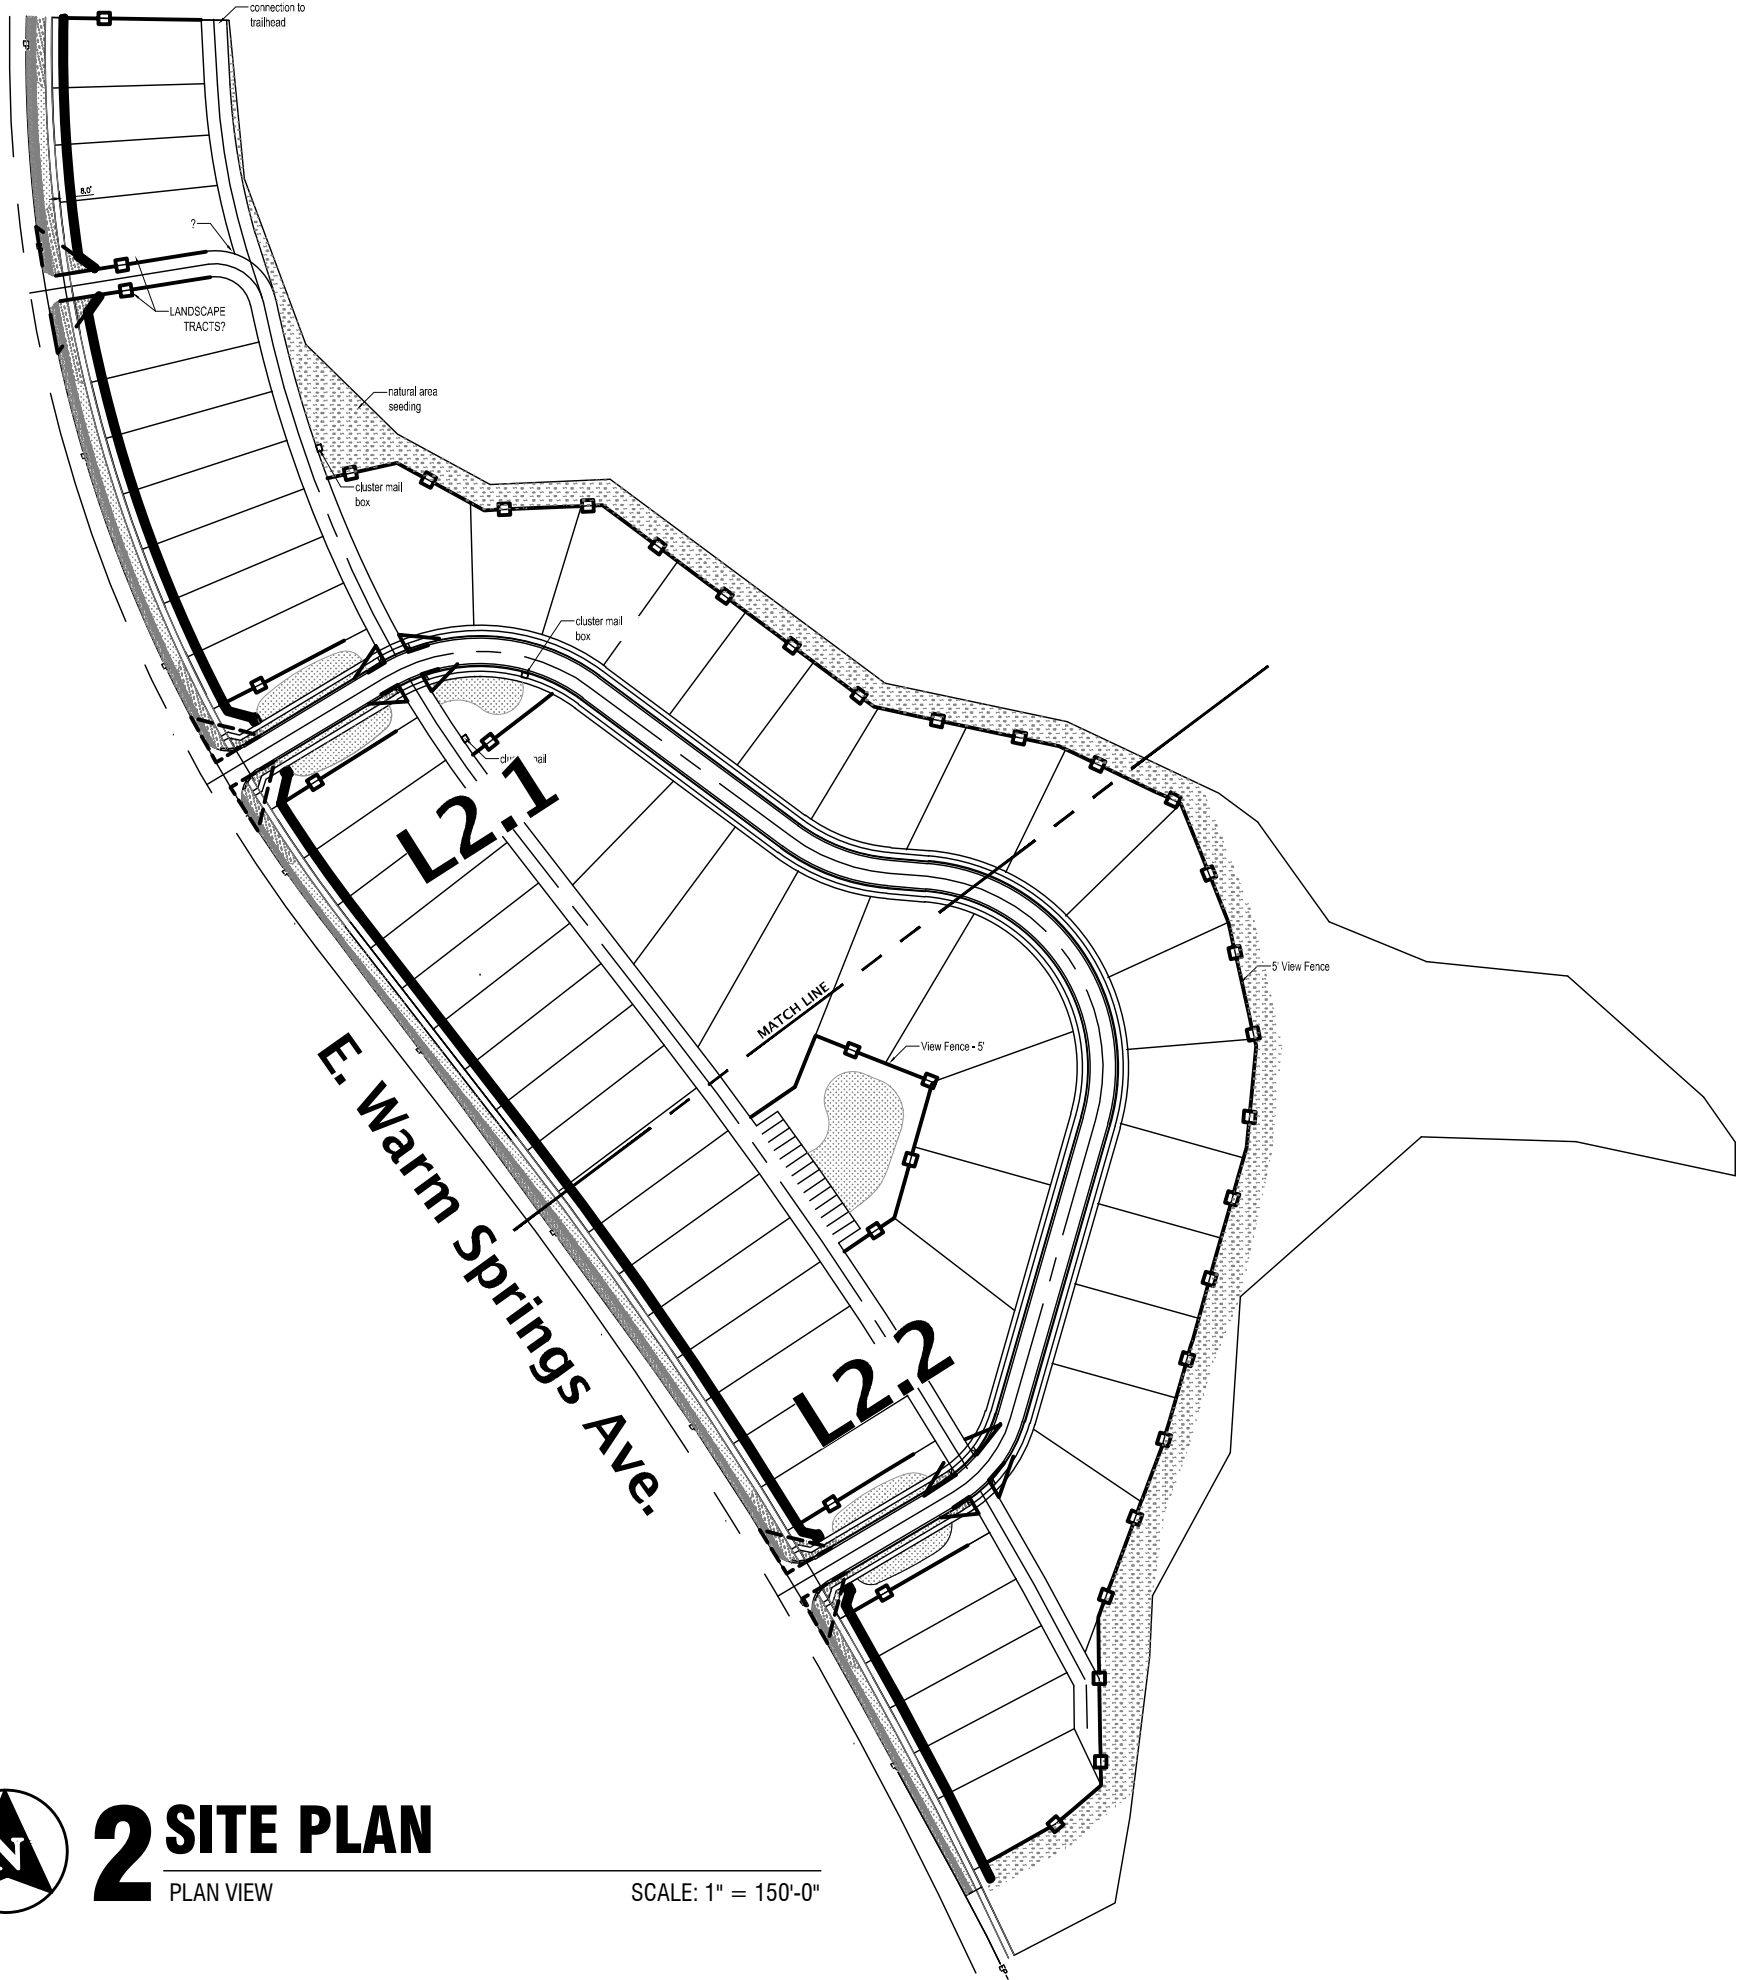 connection to
trailhead
8.0'
?
LANDSCAPE
TRACTS?
natural area
seeding
cluster mail
box
cluster mail
box
L2.1
5' View Fence
MATCH LINE
View Fence - 5'
E. Warm Springs Ave.
L2.2
N
2
SITE PLAN
PLAN VIEW
SCALE: 1" = 150'-0"